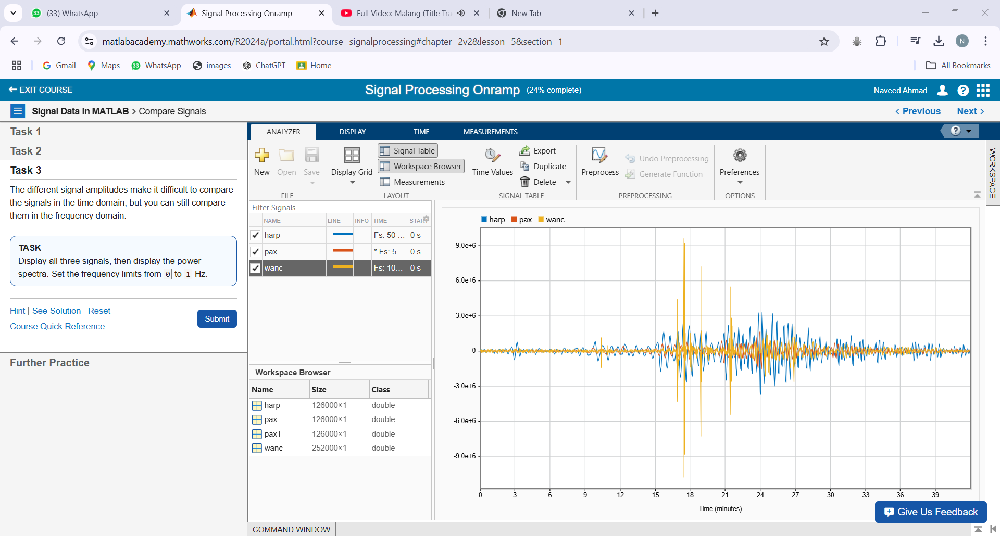 (33) WhatsApp
Signal Processing Onramp
Full Video: Malang (Title Tra
New Tab
matlabacademy.mathworks.com/R2024a/portal.html?course=signalprocessing#chapter=2v2&lesson=5&section=1
N
Gmail
Maps
33 WhatsApp
images
ChatGPT
Home
All Bookmarks
EXIT COURSE
Signal Processing Onramp (24% complete)
Naveed Ahmad
Signal Data in MATLAB > Compare Signals
< Previous | Next >
Task 1
Task 2
Task 3
The different signal amplitudes make it difficult to compare
the signals in the time domain, but you can still compare
them in the frequency domain.
TASK
Display all three signals, then display the power
spectra. Set the frequency limits from 0 to 1 Hz.
Hint | See Solution | Reset
Course Quick Reference
Submit
Further Practice
ANALYZER DISPLAY TIME MEASUREMENTS
New Open Save
FILE
Display Grid
Signal Table
Workspace Browser
Measurements
LAYOUT
Time Values
Export
Duplicate
Delete
SIGNAL TABLE
Preprocess
Undo Preprocessing
Generate Function
PREPROCESSING
Preferences
OPTIONS
WORKSPACE
Filter Signals
NAME LINE INFO TIME START
harp Fs: 50 ... 0 s
pax * Fs: 5... 0 s
wanc Fs: 10... 0 s
Workspace Browser
Name Size Class
harp 126000×1 double
pax 126000×1 double
paxT 126000×1 double
wanc 252000×1 double
harp pax wanc
9.0e+6
6.0e+6
3.0e+6
0
-3.0e+6
-6.0e+6
-9.0e+6
0 3 6 9 12 15 18 21 24 27 30 33 36 39
Time (minutes)
Give Us Feedback
COMMAND WINDOW